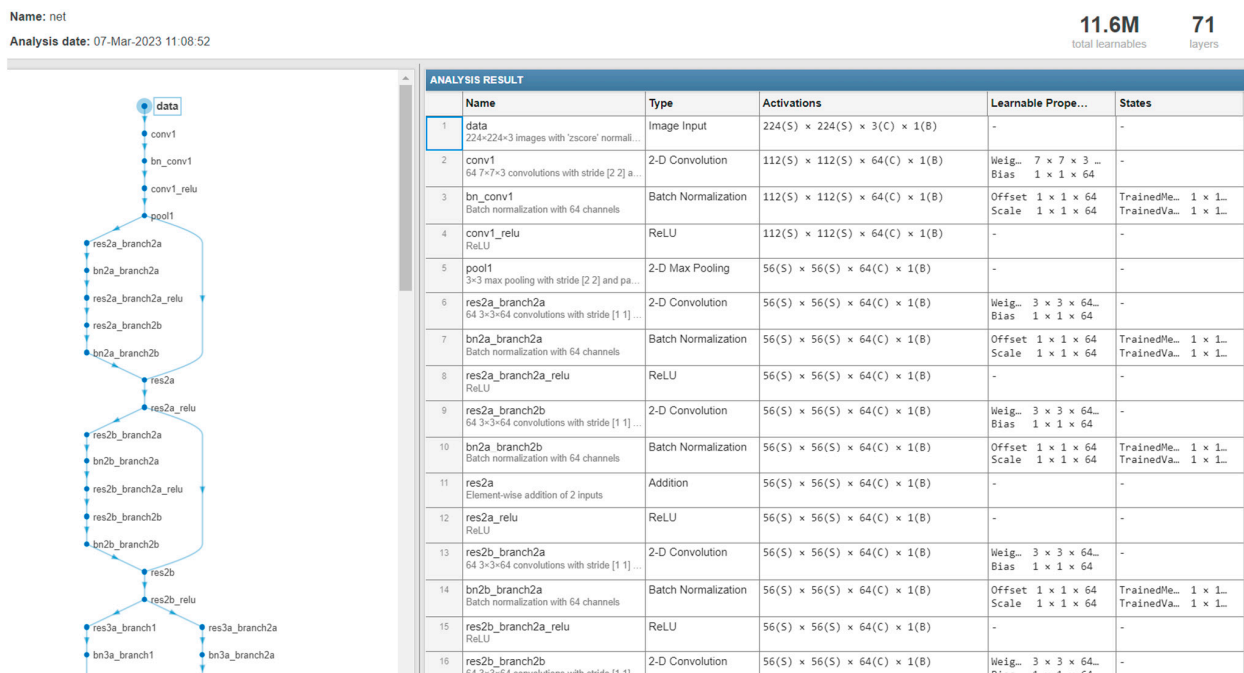 Name: net
Analysis date: 07-Mar-2023 11:08:52
11.6M
total learnables
71
layers
data
conv1
bn_conv1
conv1_relu
pool1
res2a_branch2a
bn2a_branch2a
res2a_branch2a_relu
res2a_branch2b
bn2a_branch2b
res2a
res2a_relu
res2b_branch2a
bn2b_branch2a
res2b_branch2a_relu
res2b_branch2b
bn2b_branch2b
res2b
res2b_relu
res3a_branch1 res3a_branch2a
bn3a_branch1 bn3a_branch2a
ANALYSIS RESULT
Name Type Activations Learnable Prope... States
1 data Image Input 224(S) × 224(S) × 3(C) × 1(B) - -
224×224×3 images with 'zscore' normali...
2 conv1 2-D Convolution 112(S) × 112(S) × 64(C) × 1(B) Weig… 7 × 7 × 3 … -
64 7×7×3 convolutions with stride [2 2] a... Bias 1 × 1 × 64
3 bn_conv1 Batch Normalization 112(S) × 112(S) × 64(C) × 1(B) Offset 1 × 1 × 64 TrainedMe… 1 × 1…
Batch normalization with 64 channels Scale 1 × 1 × 64 TrainedVa… 1 × 1…
4 conv1_relu ReLU 112(S) × 112(S) × 64(C) × 1(B) - -
ReLU
5 pool1 2-D Max Pooling 56(S) × 56(S) × 64(C) × 1(B) - -
3×3 max pooling with stride [2 2] and pa...
6 res2a_branch2a 2-D Convolution 56(S) × 56(S) × 64(C) × 1(B) Weig… 3 × 3 × 64… -
64 3×3×64 convolutions with stride [1 1] ... Bias 1 × 1 × 64
7 bn2a_branch2a Batch Normalization 56(S) × 56(S) × 64(C) × 1(B) Offset 1 × 1 × 64 TrainedMe… 1 × 1…
Batch normalization with 64 channels Scale 1 × 1 × 64 TrainedVa… 1 × 1…
8 res2a_branch2a_relu ReLU 56(S) × 56(S) × 64(C) × 1(B) - -
ReLU
9 res2a_branch2b 2-D Convolution 56(S) × 56(S) × 64(C) × 1(B) Weig… 3 × 3 × 64… -
64 3×3×64 convolutions with stride [1 1] ... Bias 1 × 1 × 64
10 bn2a_branch2b Batch Normalization 56(S) × 56(S) × 64(C) × 1(B) Offset 1 × 1 × 64 TrainedMe… 1 × 1…
Batch normalization with 64 channels Scale 1 × 1 × 64 TrainedVa… 1 × 1…
11 res2a Addition 56(S) × 56(S) × 64(C) × 1(B) - -
Element-wise addition of 2 inputs
12 res2a_relu ReLU 56(S) × 56(S) × 64(C) × 1(B) - -
ReLU
13 res2b_branch2a 2-D Convolution 56(S) × 56(S) × 64(C) × 1(B) Weig… 3 × 3 × 64… -
64 3×3×64 convolutions with stride [1 1] ... Bias 1 × 1 × 64
14 bn2b_branch2a Batch Normalization 56(S) × 56(S) × 64(C) × 1(B) Offset 1 × 1 × 64 TrainedMe… 1 × 1…
Batch normalization with 64 channels Scale 1 × 1 × 64 TrainedVa… 1 × 1…
15 res2b_branch2a_relu ReLU 56(S) × 56(S) × 64(C) × 1(B) - -
ReLU
16 res2b_branch2b 2-D Convolution 56(S) × 56(S) × 64(C) × 1(B) Weig… 3 × 3 × 64… -